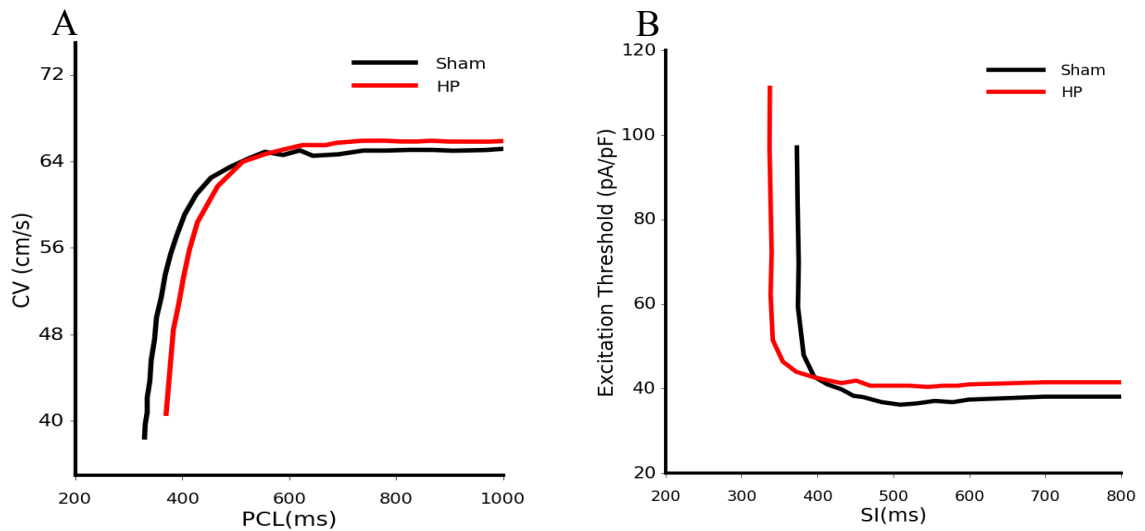 A
CV (cm/s)
72
64
56
48
40
200 400 600 800 1000
PCL(ms)
Sham
HP
B
Excitation Threshold (pA/pF)
120
100
80
60
40
20
200 300 400 500 600 700 800
SI(ms)
Sham
HP